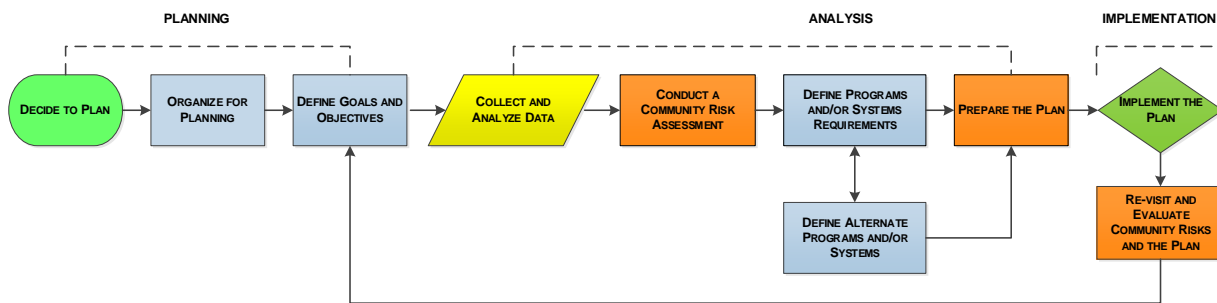 PLANNING
ANALYSIS
IMPLEMENTATION
DECIDE TO PLAN
ORGANIZE FOR
PLANNING
DEFINE GOALS AND
OBJECTIVES
COLLECT AND
ANALYZE DATA
CONDUCT A
COMMUNITY RISK
ASSESSMENT
DEFINE PROGRAMS
AND/OR SYSTEMS
REQUIREMENTS
PREPARE THE PLAN
IMPLEMENT THE
PLAN
DEFINE ALTERNATE
PROGRAMS AND/OR
SYSTEMS
RE-VISIT AND
EVALUATE
COMMUNITY RISKS
AND THE PLAN